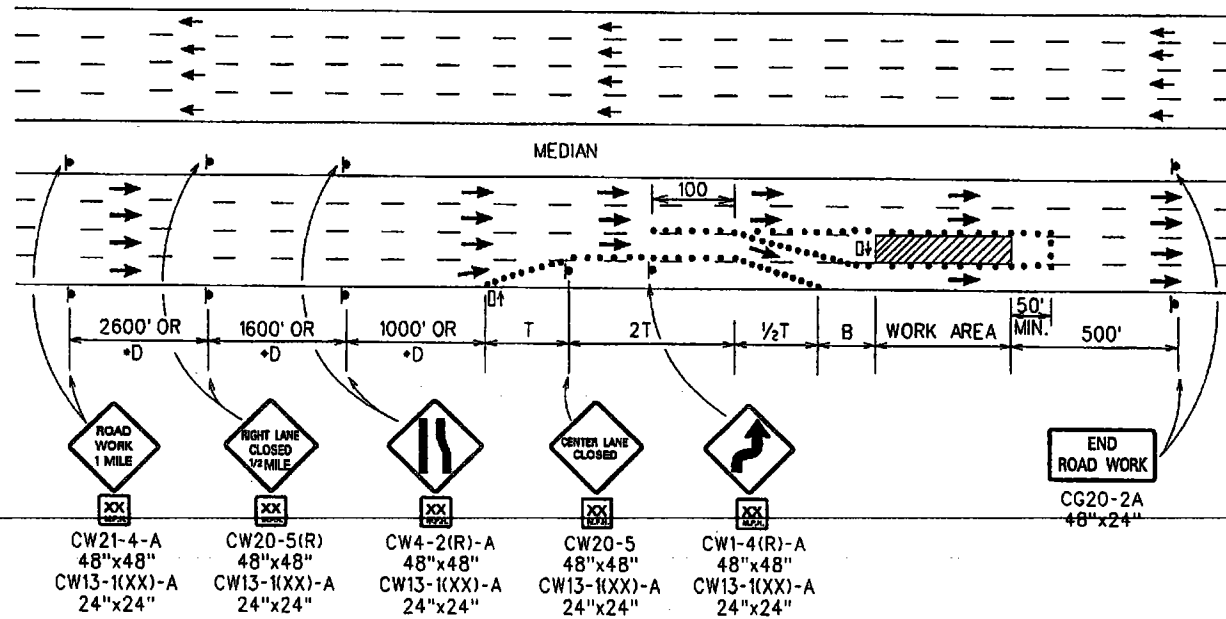 MEDIAN
100
2600' OR
*D
1600' OR
*D
1000' OR
*D
T
2T
1/2T
B
WORK AREA
50'
MIN.
500'
ROAD
WORK
1 MILE
RIGHT LANE
CLOSED
1/2 MILE
CENTER LANE
CLOSED
END
ROAD WORK
XX
M.P.H.
XX
M.P.H.
XX
M.P.H.
XX
M.P.H.
XX
M.P.H.
CW21-4-A
48"x48"
CW13-1(XX)-A
24"x24"
CW20-5(R)
48"x48"
CW13-1(XX)-A
24"x24"
CW4-2(R)-A
48"x48"
CW13-1(XX)-A
24"x24"
CW20-5
48"x48"
CW13-1(XX)-A
24"x24"
CW1-4(R)-A
48"x48"
CW13-1(XX)-A
24"x24"
CG20-2A
48"x24"